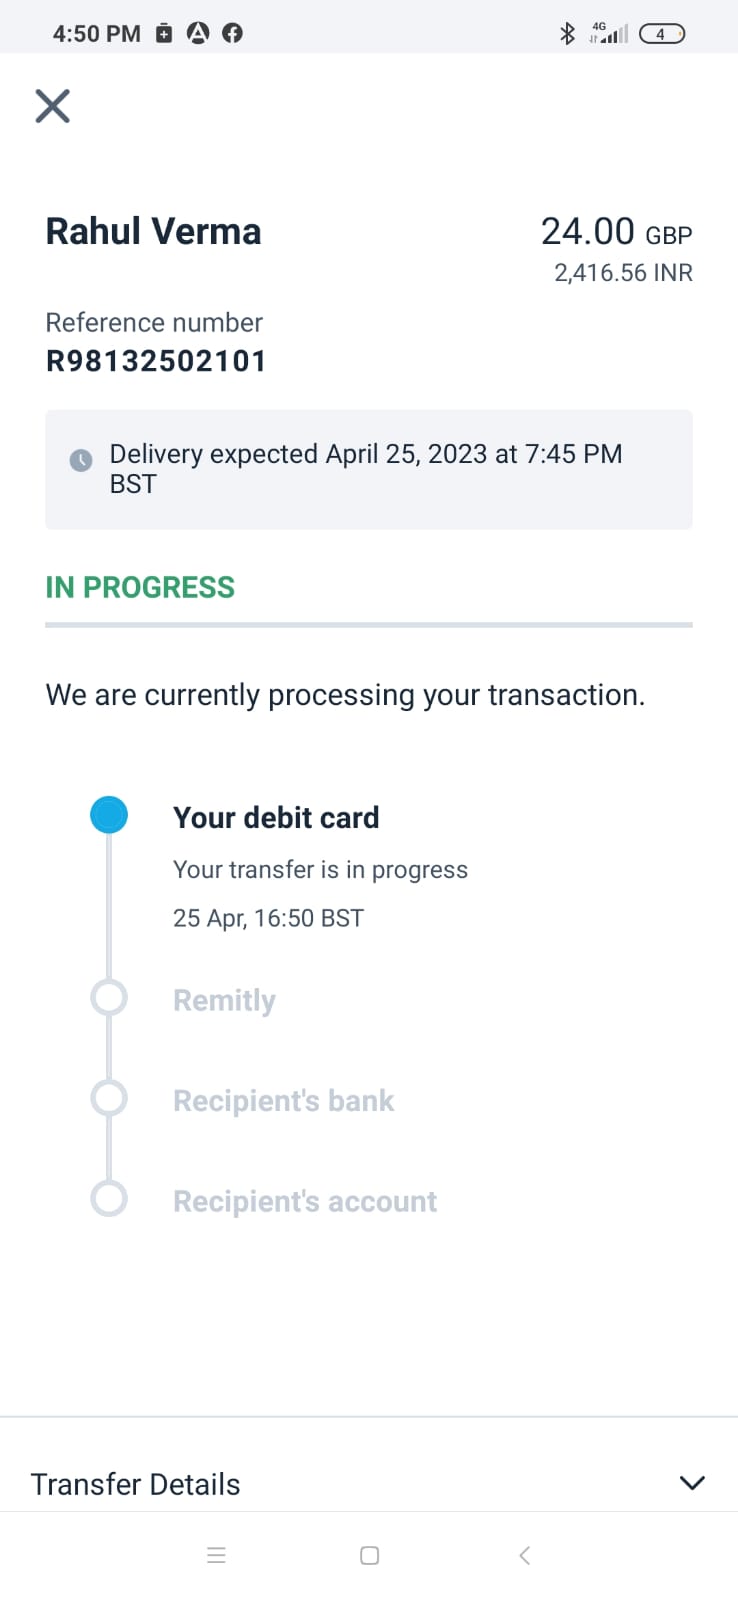 4:50 PM
4G
4
Rahul Verma
24.00 GBP
2,416.56 INR
Reference number
R98132502101
Delivery expected April 25, 2023 at 7:45 PM
BST
IN PROGRESS
We are currently processing your transaction.
Your debit card
Your transfer is in progress
25 Apr, 16:50 BST
Remitly
Recipient's bank
Recipient's account
Transfer Details